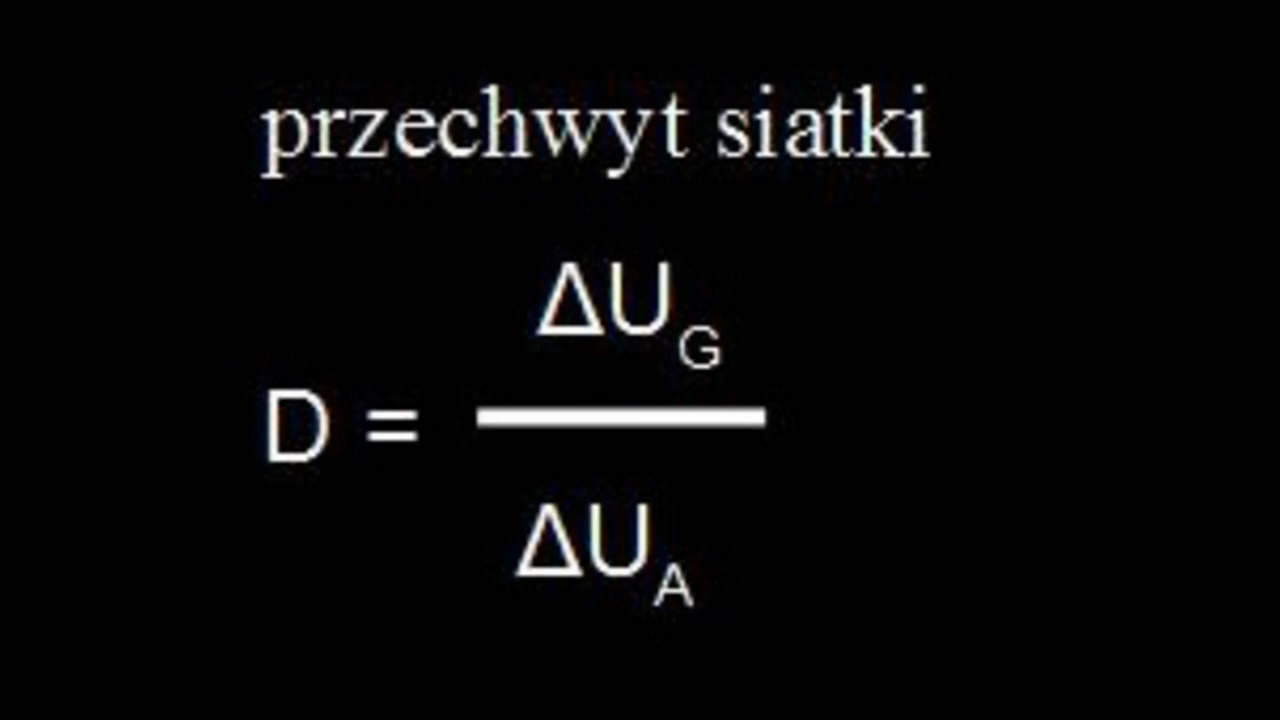 przechwyt siatki
ΔU_G
D =
ΔU_A